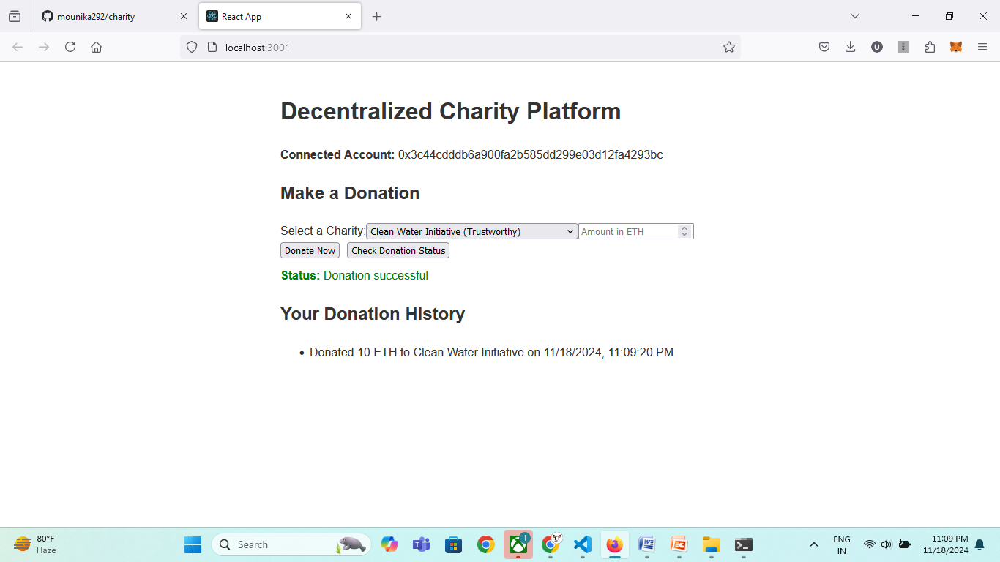 mounika292/charity
React App
localhost:3001
U
Decentralized Charity Platform
Connected Account: 0x3c44cdddb6a900fa2b585dd299e03d12fa4293bc
Make a Donation
Select a Charity: Clean Water Initiative (Trustworthy) Amount in ETH
Donate Now Check Donation Status
Status: Donation successful
Your Donation History
• Donated 10 ETH to Clean Water Initiative on 11/18/2024, 11:09:20 PM
80°F
Haze
Search
1
ENG
IN
11:09 PM
11/18/2024